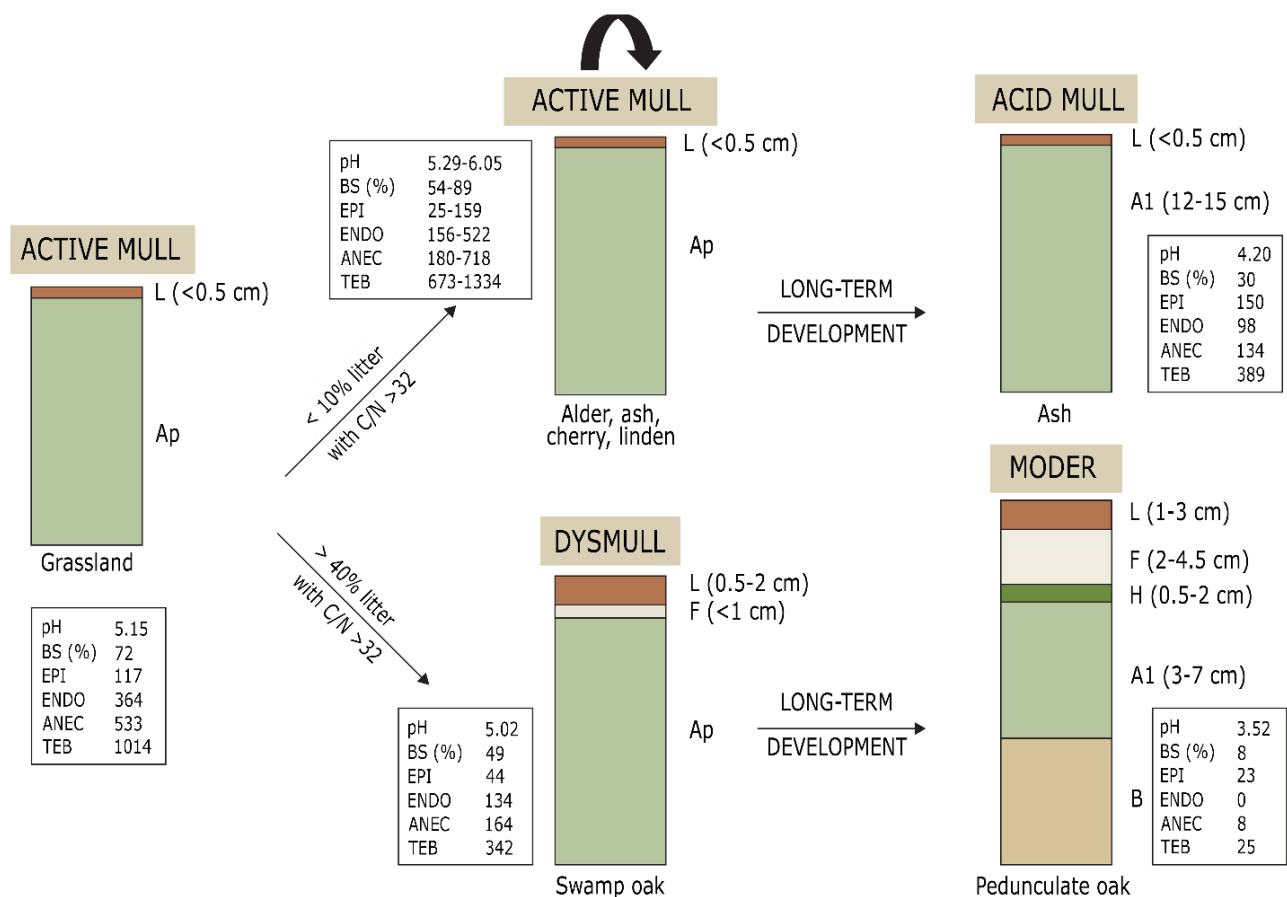 ACTIVE MULL
L (<0.5 cm)
Ap
Grassland
pH 5.15
BS (%) 72
EPI 117
ENDO 364
ANEC 533
TEB 1014
< 10% litter
with C/N >32
> 40% litter
with C/N >32
ACTIVE MULL
pH 5.29-6.05
BS (%) 54-89
EPI 25-159
ENDO 156-522
ANEC 180-718
TEB 673-1334
L (<0.5 cm)
Ap
Alder, ash,
cherry, linden
LONG-TERM
DEVELOPMENT
ACID MULL
L (<0.5 cm)
A1 (12-15 cm)
pH 4.20
BS (%) 30
EPI 150
ENDO 98
ANEC 134
TEB 389
Ash
DYSMULL
L (0.5-2 cm)
F (<1 cm)
Ap
pH 5.02
BS (%) 49
EPI 44
ENDO 134
ANEC 164
TEB 342
Swamp oak
LONG-TERM
DEVELOPMENT
MODER
L (1-3 cm)
F (2-4.5 cm)
H (0.5-2 cm)
A1 (3-7 cm)
B
pH 3.52
BS (%) 8
EPI 23
ENDO 0
ANEC 8
TEB 25
Pedunculate oak